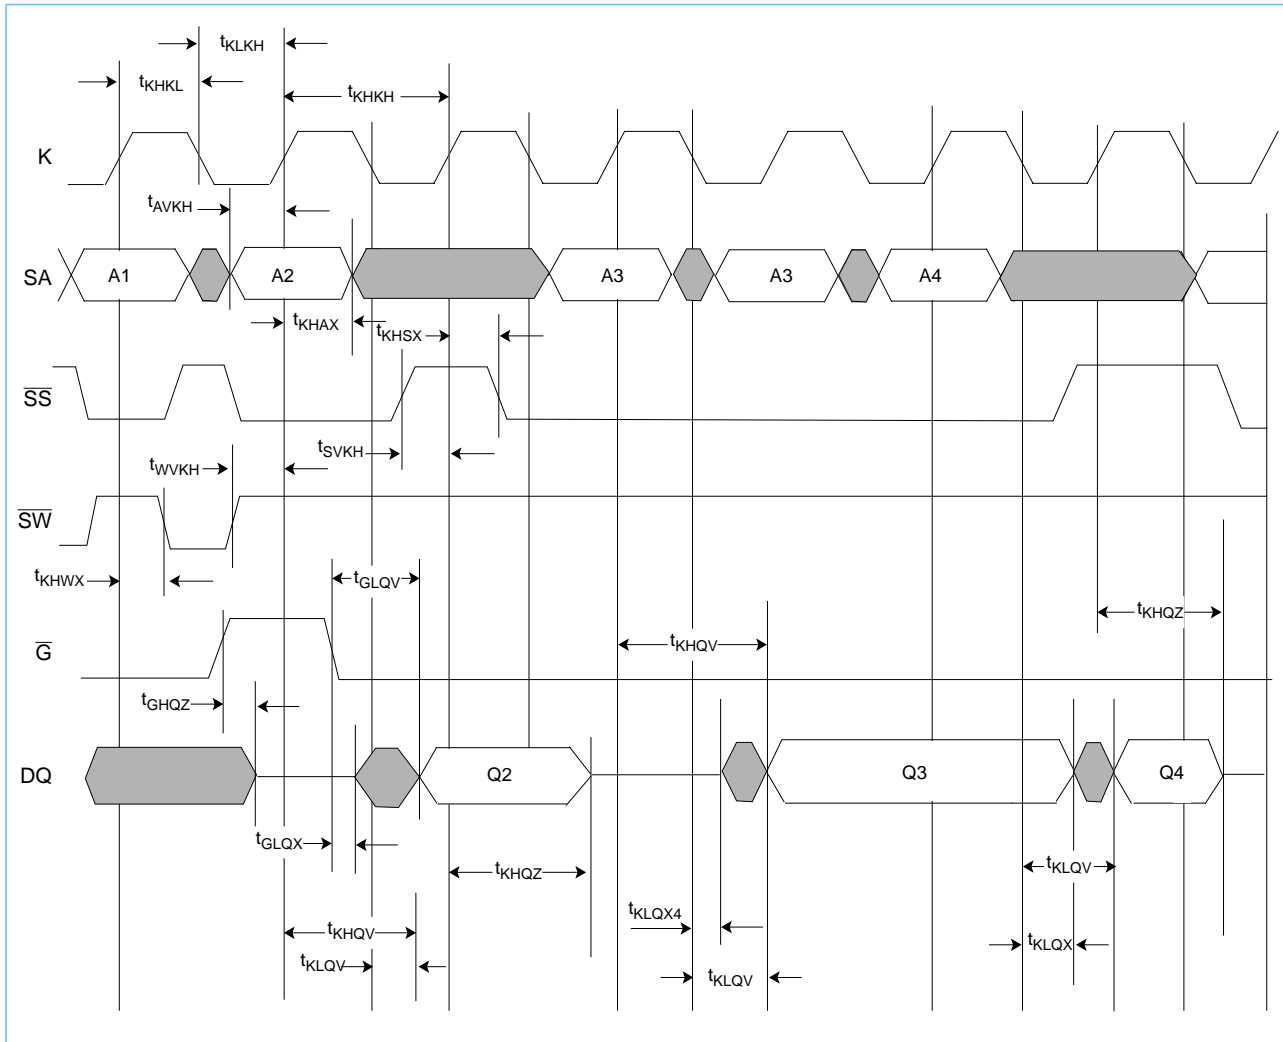 tKLKH
tKHKL
tKHKH
K
tAVKH
SA A1 A2 A3 A3 A4
tKHAX
tKHSX
SS
tSVKH
tWVKH
SW
tKHWX
tGLQV
tKHQZ
G
tKHQV
tGHQZ
DQ Q2 Q3 Q4
tGLQX
tKHQZ
tKLQV
tKLQX4
tKHQV
tKLQX
tKLQV
tKLQV